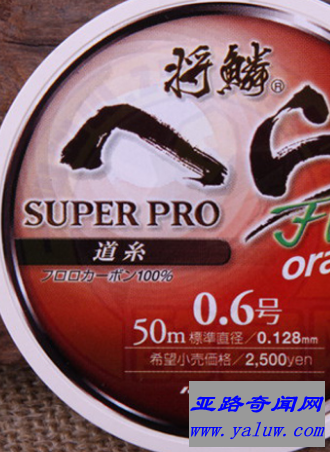 将鱗®
へ
SUPER PRO
道糸
フロロカーボン100%
ora
0.6号
50m 標準直径/0.128mm
希望小売価格/2,500yen
亚路奇闻网
www.yaluw.com